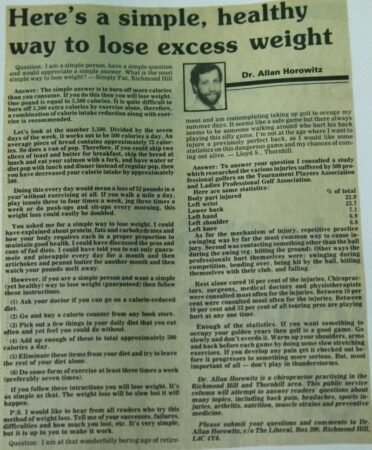 Here's a simple, healthy
way to lose excess weight
Question: I am a simple person, have a simple question
and would appreciate a simple answer. What is the most
simple way to lose weight? — Simply Fat, Richmond Hill
Answer: The simple answer is to burn off more calories
than you consume. If you do this then you will lose weight.
One pound is equal to 3,500 calories. It is quite difficult to
burn off 3,500 extra calories by exercise alone, therefore,
a combination of calorie intake reduction along with exer-
cise is recommended.
Let's look at the number 3,500. Divided by the seven
days of the week, it works out to be 500 calories a day. An
average piece of bread contains approximately 75 calor-
ies. So does a can of pop. Therefore, if you could skip two
slices of toast and butter for breakfast, skip the bread at
lunch and eat your salmon with a fork, and have water or
diet pop with lunch and dinner instead of regular pop, then
you have decreased your calorie intake by approximately
500.
Doing this every day would mean a loss of 52 pounds in a
year without exercising at all. If you walk a mile a day,
play tennis three to four times a week, jog three times a
week or do push-ups and sit-ups every morning, this
weight loss could easily be doubled.
You asked me for a simple way to lose weight. I could
have explained about protein, fats and carbohydrates and
how your body requires each in a proper proportion to
maintain good health. I could have discussed the pros and
cons of fad diets. I could have told you to eat only guaca-
mole and pineapple every day for a month and then
artichokes and peanut butter for another month and then
watch your pounds melt away.
However, if you are a simple person and want a simple
(yet healthy) way to lose weight (guaranteed) then follow
these instructions.
(1) Ask your doctor if you can go on a calorie-reduced
diet.
(2) Go and buy a calorie counter from any book store.
(3) Pick out a few things in your daily diet that you eat
often and yet feel you could do without.
(4) Add up enough of these to total approximately 500
calories a day.
(5) Eliminate those items from your diet and try to leave
the rest of your diet alone.
(6) Do some form of exercise at least three times a week
(preferably seven times).
If you follow these instructions you will lose weight. It's
as simple as that. The weight loss will be slow but it will
happen.
P.S. I would like to hear from all readers who try this
method of weight loss. Tell me of your successes, failures,
difficulties and how much you lost, etc. It's very simple,
but it is up to you to make it work.
Question: I am at that wonderfully boring age of retire-
Dr. Allan Horowitz
ment and am contemplating taking up golf to occupy my
summer days. It seems like a safe game but there always
seems to be someone walking around who hurt his back
playing this silly game. I'm not at the age where I want to
injure a previously perfect back, so I would like some
statistics on this dangerous game and my chances of com-
ing out alive. — Lloyd S., Thornhill.
Answer: To answer your question I consulted a study
which researched the various injuries suffered by 500 pro-
fessional golfers on the Tournament Players Association
and Ladies Professional Golf Association.
Here are some statistics:
Body part injured % of total
Left wrist 23.9
Lower back 23.7
Left hand 7.1
Left shoulder 6.9
Left knee 6.6
As for the mechanism of injury, repetitive practice
swinging was by far the most common way to cause in-
jury. Second was contacting something other than the ball
during the swing (ie: hitting the ground). Other ways the
professionals hurt themselves were; swinging during
competition, twisting over, being hit by the ball, hitting
themselves with their club, and falling.
Rest alone cured 16 per cent of the injuries. Chiroprac-
tors, surgeons, medical doctors and physiotherapists
were consulted most often for the injuries. Between 10 per
cent were consulted most often for the injuries. Between
10 per cent and 33 per cent of all touring pros are playing
hurt at any one time.
Enough of the statistics. If you want something to
occupy your golden years then golf is a good game. Go
slowly and don't overdo it. Warm up your shoulders, arms
and back before each game by doing some slow stretching
exercises. If you develop any pain get it checked out be-
fore it progresses to something more serious. But, most
important of all — don't play in thunderstorms.
Dr. Allan Horowitz is a chiropractor practising in the
Richmond Hill and Thornhill area. This public service
column will attempt to answer readers' questions about
many topics, including back pain, headaches, sports in-
juries, arthritis, nutrition, muscle strains and preventive
medicine.
Please submit your questions and comments to Dr.
Allan Horowitz, c/o The Liberal, Box 390, Richmond Hill,
L4C 4Y6.